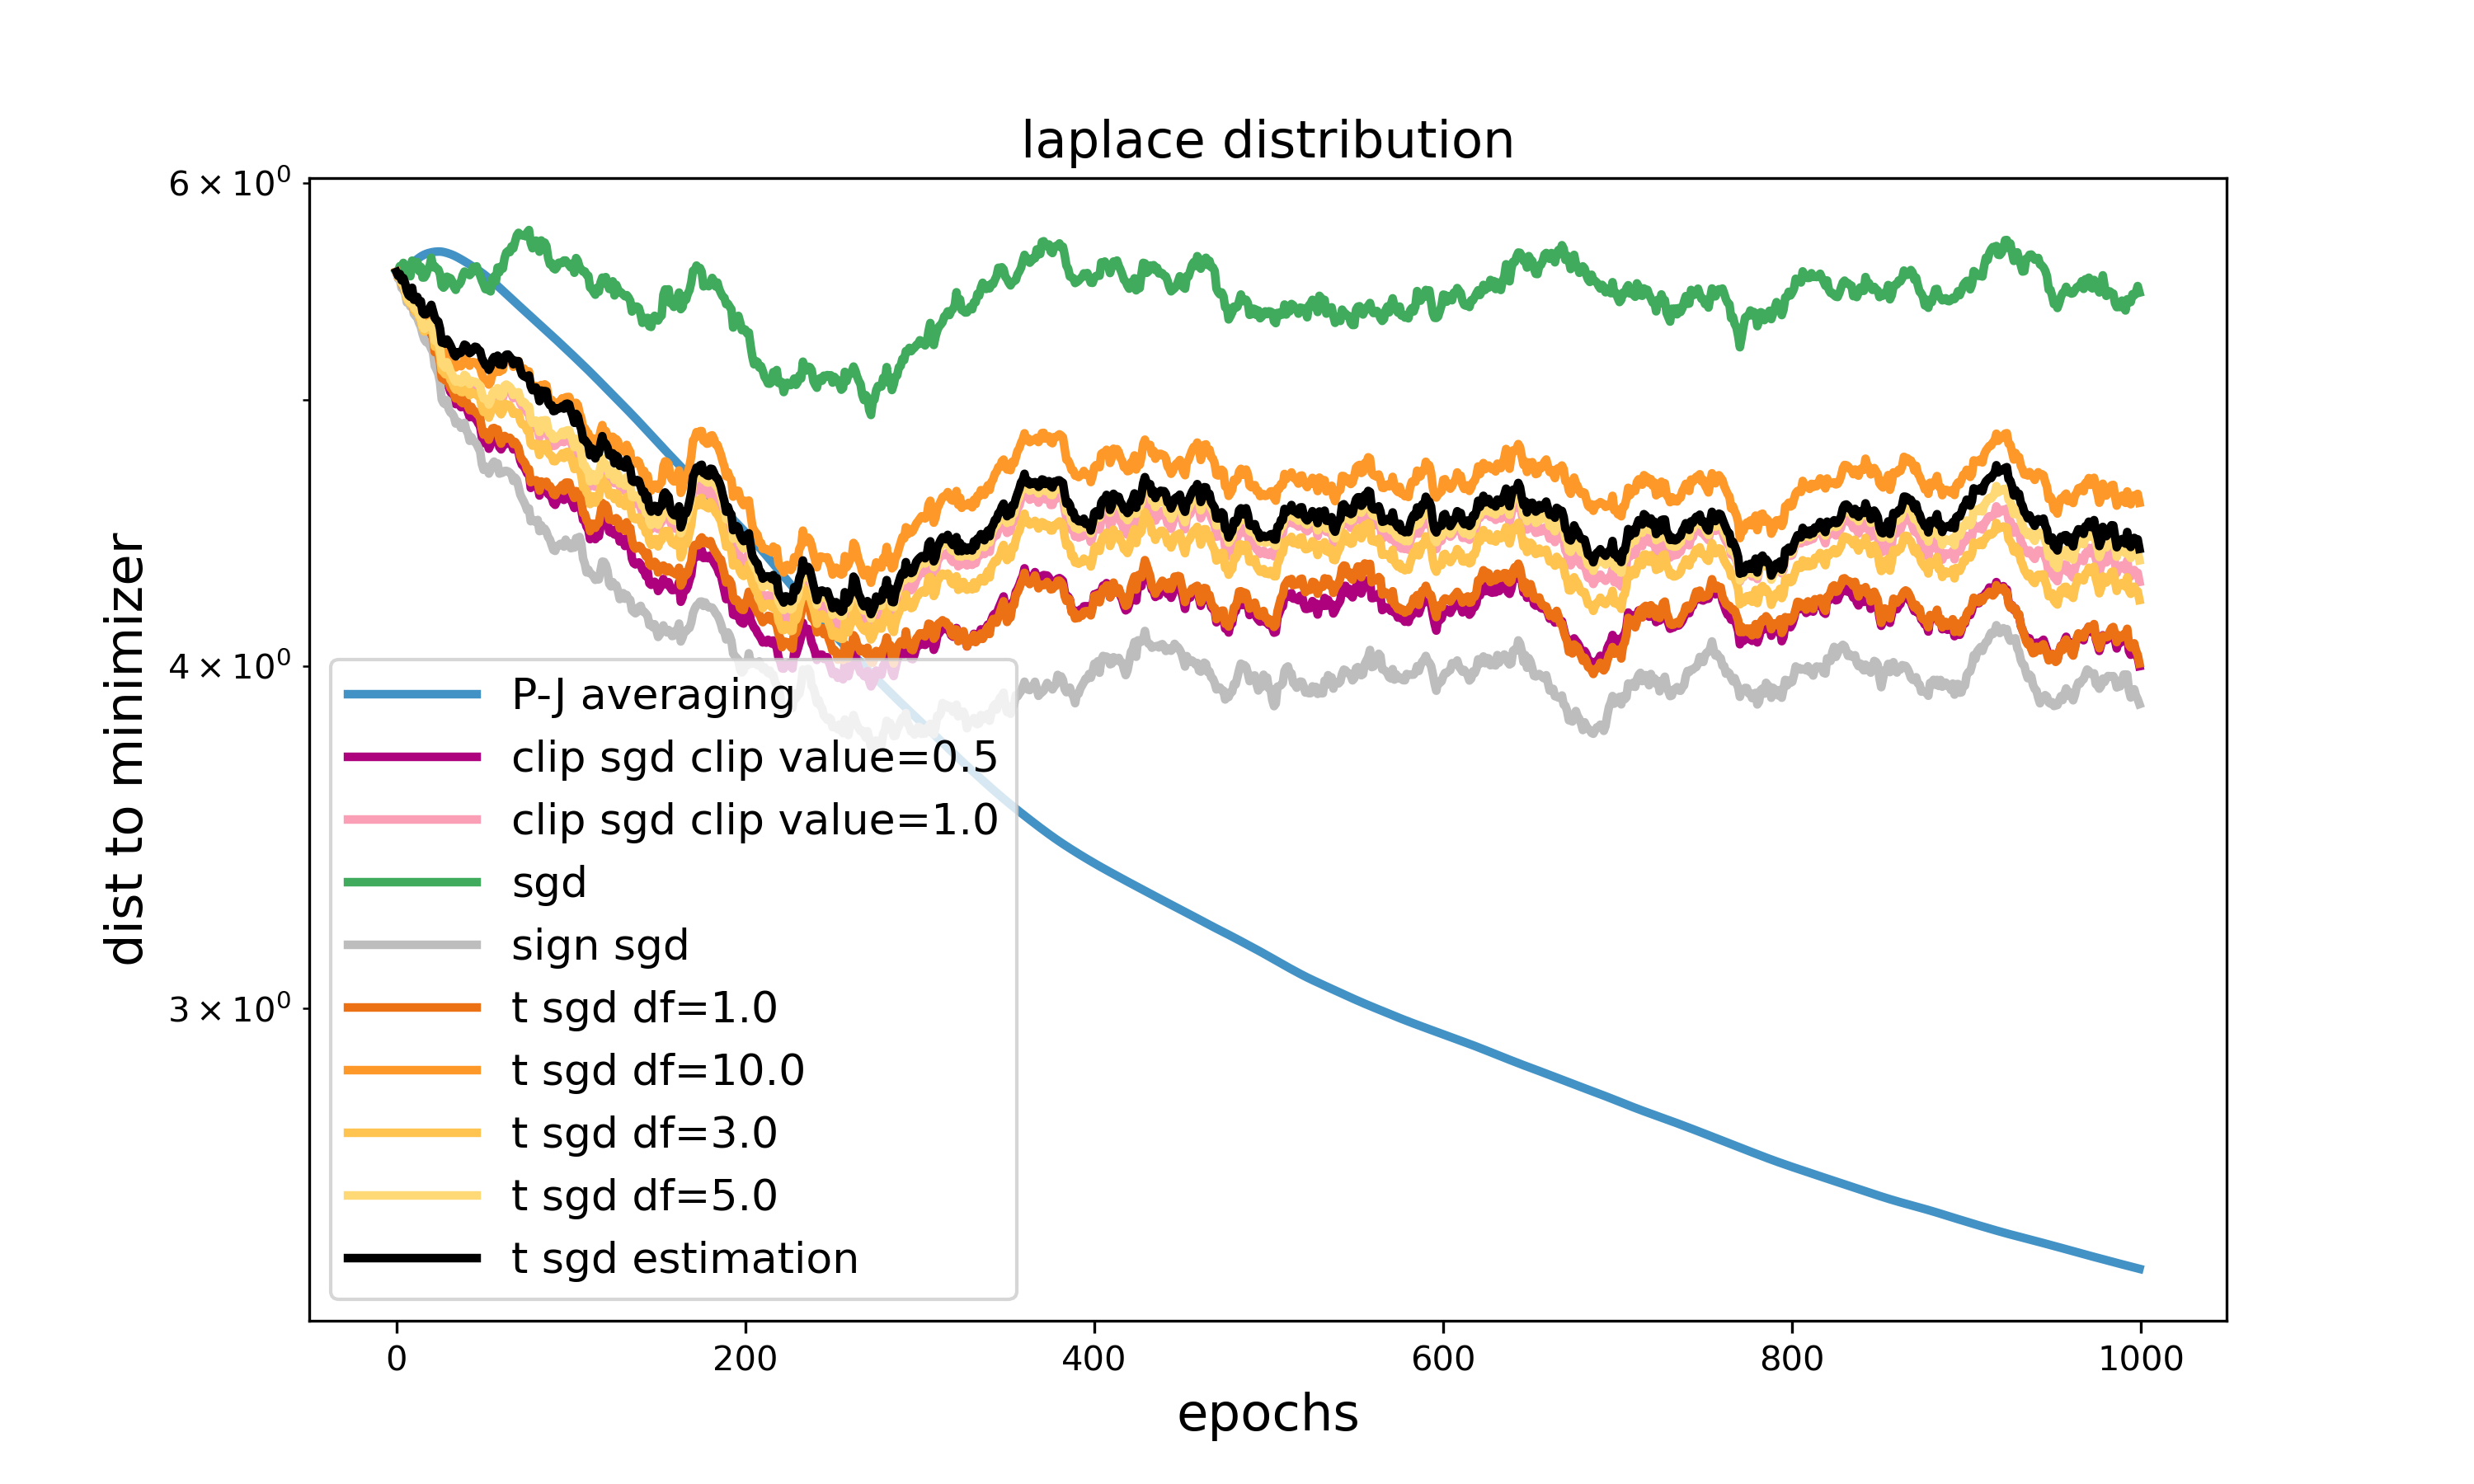 laplace distribution
6 × 10⁰
4 × 10⁰
3 × 10⁰
dist to minimizer
P-J averaging
clip sgd clip value=0.5
clip sgd clip value=1.0
sgd
sign sgd
t sgd df=1.0
t sgd df=10.0
t sgd df=3.0
t sgd df=5.0
t sgd estimation
0 200 400 600 800 1000
epochs